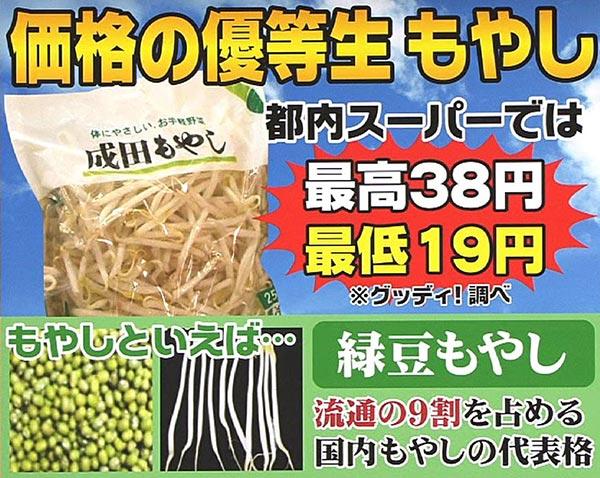 価格の優等生 もやし
体にやさしい、お手軽野菜
成田もやし
都内スーパーでは
最高38円
最低19円
※グッディ!調べ
もやしといえば…
緑豆もやし
流通の9割を占める
国内もやしの代表格